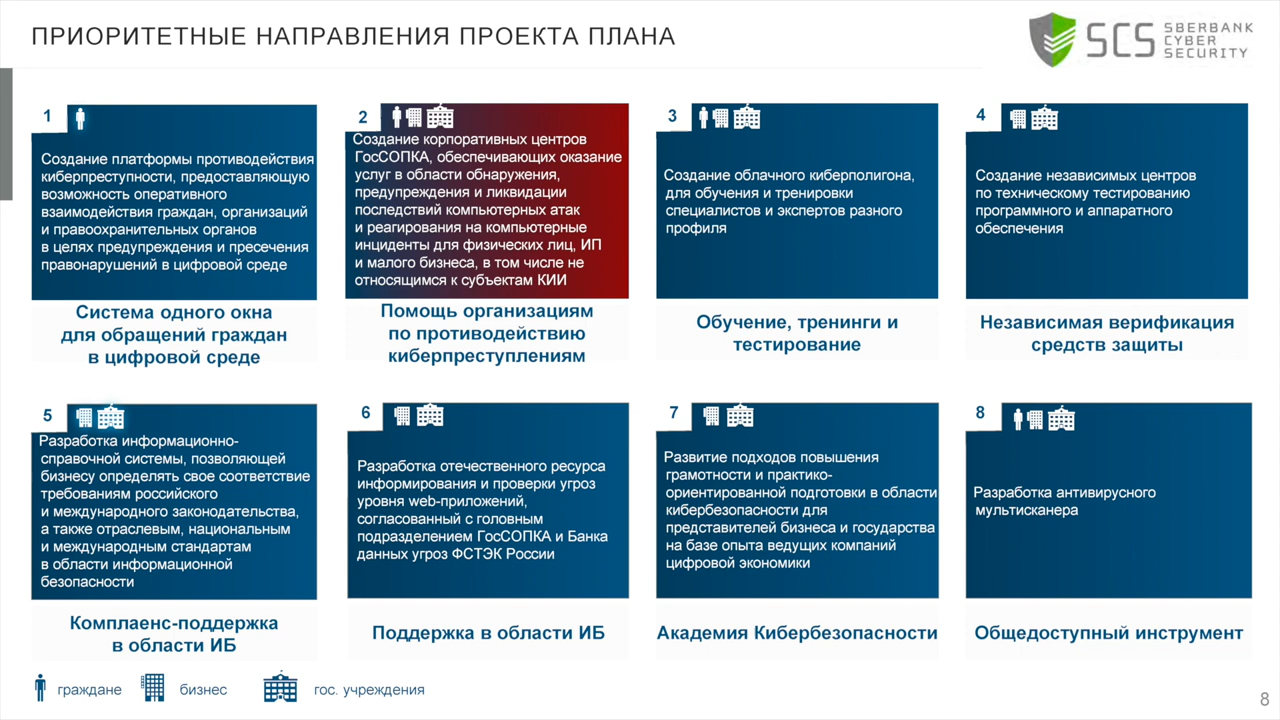 ПРИОРИТЕТНЫЕ НАПРАВЛЕНИЯ ПРОЕКТА ПЛАНА
SCS
SBERBANK
CYBER
SECURITY
1
Создание платформы противодействия
киберпреступности, предоставляющую
возможность оперативного
взаимодействия граждан, организаций
и правоохранительных органов
в целях предупреждения и пресечения
правонарушений в цифровой среде
Система одного окна
для обращений граждан
в цифровой среде
2
Создание корпоративных центров
ГосСОПКА, обеспечивающих оказание
услуг в области обнаружения,
предупреждения и ликвидации
последствий компьютерных атак
и реагирования на компьютерные
инциденты для физических лиц, ИП
и малого бизнеса, в том числе не
относящимся к субъектам КИИ
Помощь организациям
по противодействию
киберпреступлениям
3
Создание облачного киберполигона,
для обучения и тренировки
специалистов и экспертов разного
профиля
Обучение, тренинги и
тестирование
4
Создание независимых центров
по техническому тестированию
программного и аппаратного
обеспечения
Независимая верификация
средств защиты
5
Разработка информационно-
справочной системы, позволяющей
бизнесу определять свое соответствие
требованиям российского
и международного законодательства,
а также отраслевым, национальным
и международным стандартам
в области информационной
безопасности
Комплаенс-поддержка
в области ИБ
6
Разработка отечественного ресурса
информирования и проверки угроз
уровня web-приложений,
согласованный с головным
подразделением ГосСОПКА и Банка
данных угроз ФСТЭК России
Поддержка в области ИБ
7
Развитие подходов повышения
грамотности и практико-
ориентированной подготовки в области
кибербезопасности для
представителей бизнеса и государства
на базе опыта ведущих компаний
цифровой экономики
Академия Кибербезопасности
8
Разработка антивирусного
мультисканера
Общедоступный инструмент
граждане
бизнес
гос. учреждения
8